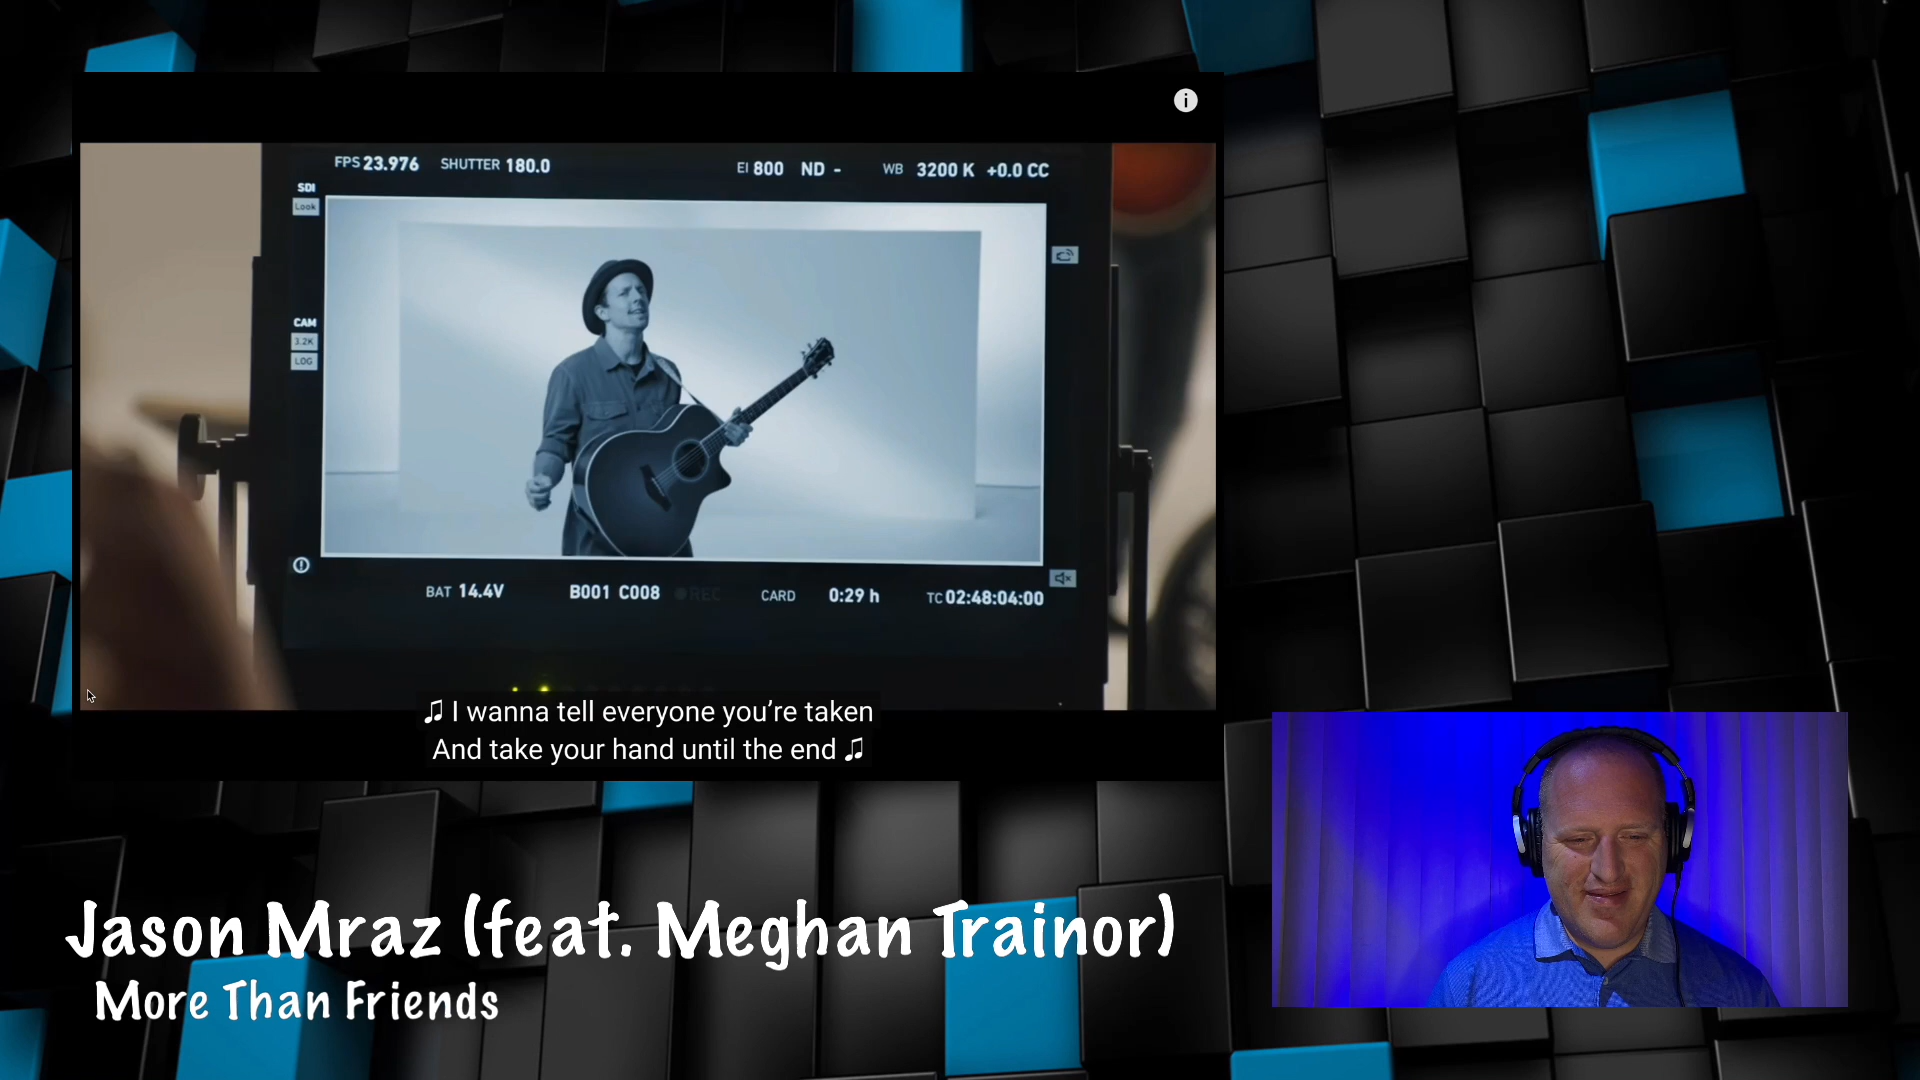 i
FPS 23.976 SHUTTER 180.0 EI 800 ND - WB 3200 K +0.0 CC
SDI
Look
CAM
3.2K
LOG
BAT 14.4V B001 C008 REC CARD 0:29 h TC 02:48:04:00
♫ I wanna tell everyone you’re taken
And take your hand until the end ♫
Jason Mraz (feat. Meghan Trainor)
More Than Friends